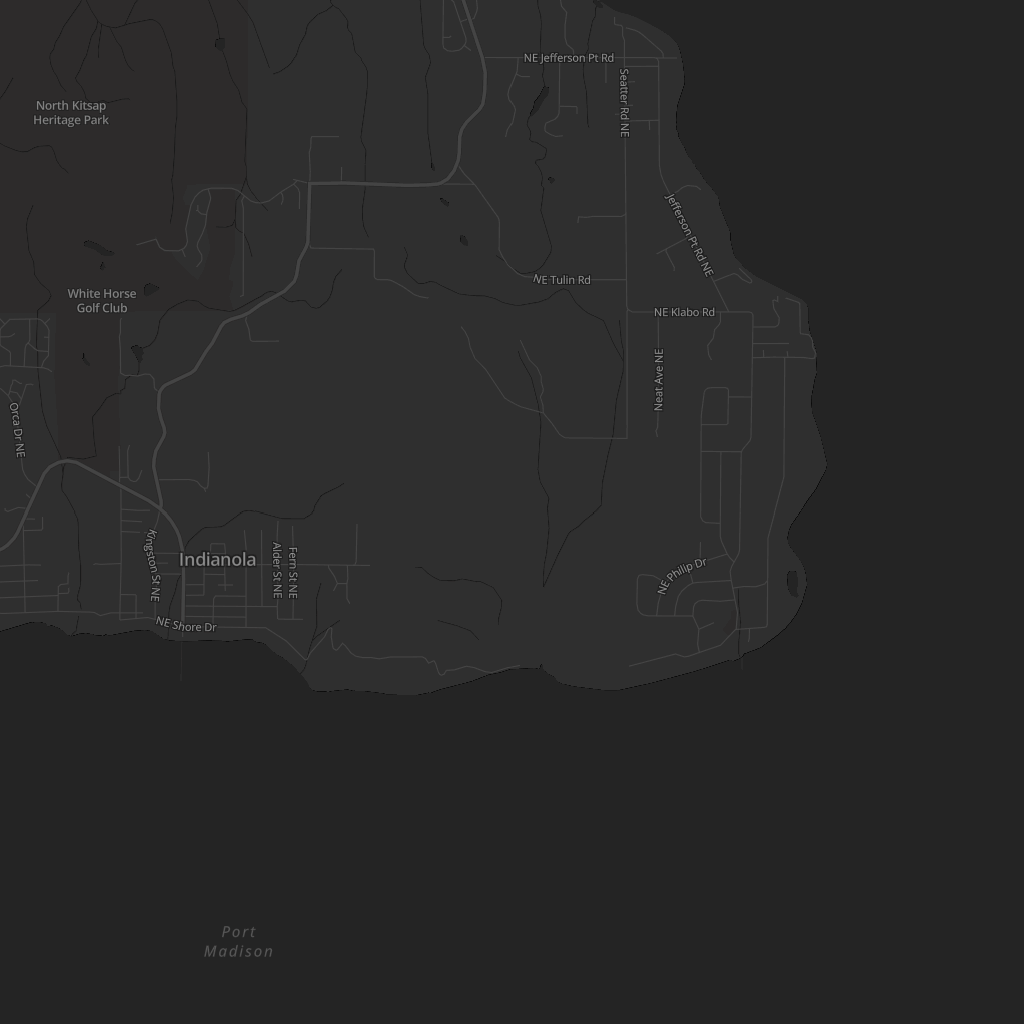 NE Jefferson Pt Rd
Seatter Rd NE
North Kitsap
Heritage Park
Jefferson Pt Rd NE
NE Tulin Rd
White Horse
Golf Club
NE Klabo Rd
Neat Ave NE
Orca Dr NE
Kingston St NE
Indianola
Alder St NE
Fern St NE
NE Philip Dr
NE Shore Dr
Port
Madison